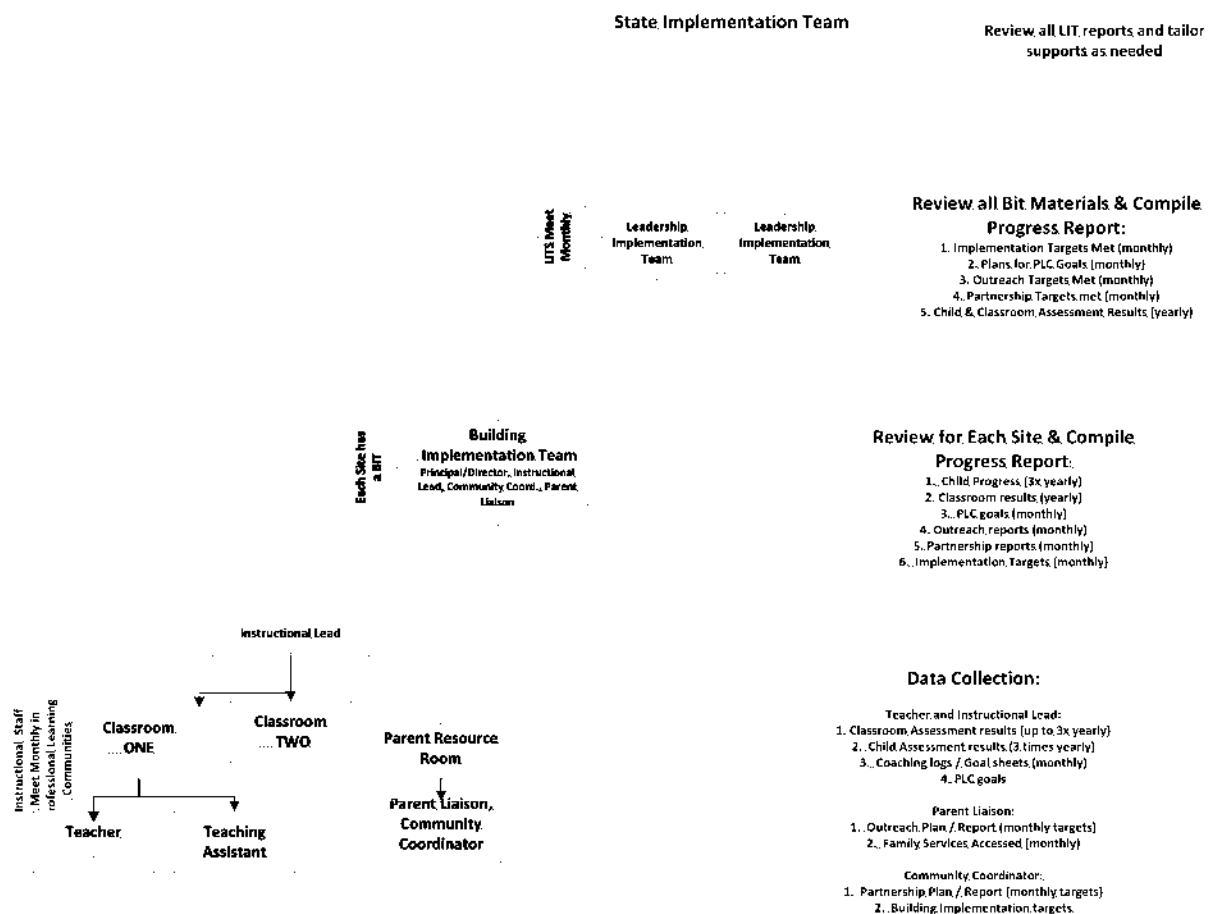 State Implementation Team
Review all LIT reports and tailor
supports as needed
LITS Meet
Monthly
Leadership
Implementation
Team
Leadership
Implementation
Team
Review all Bit Materials & Compile
Progress Report:
1. Implementation Targets Met (monthly)
2. Plans for PLC Goals (monthly)
3. Outreach Targets Met (monthly)
4. Partnership Targets met (monthly)
5. Child & Classroom Assessment Results (yearly)
Each Site has
a BIT
Building
Implementation Team
Principal/Director, Instructional
Lead, Community Coord., Parent
Liaison
Review for Each Site & Compile
Progress Report:
1. Child Progress (3x yearly)
2. Classroom results (yearly)
3. PLC goals (monthly)
4. Outreach reports (monthly)
5. Partnership reports (monthly)
6. Implementation Targets (monthly)
Instructional Lead
Instructional Staff
Meet Monthly in
rofessional Learning
Communities
Classroom
ONE
Classroom
TWO
Parent Resource
Room
Teacher
Teaching
Assistant
Parent Liaison,
Community
Coordinator
Data Collection:
Teacher and Instructional Lead:
1. Classroom Assessment results (up to 3x yearly)
2. Child Assessment results (3 times yearly)
3. Coaching logs / Goal sheets (monthly)
4. PLC goals
Parent Liaison:
1. Outreach Plan / Report (monthly targets)
2. Family Services Accessed (monthly)
Community Coordinator:
1. Partnership Plan / Report (monthly targets)
2. Building Implementation targets